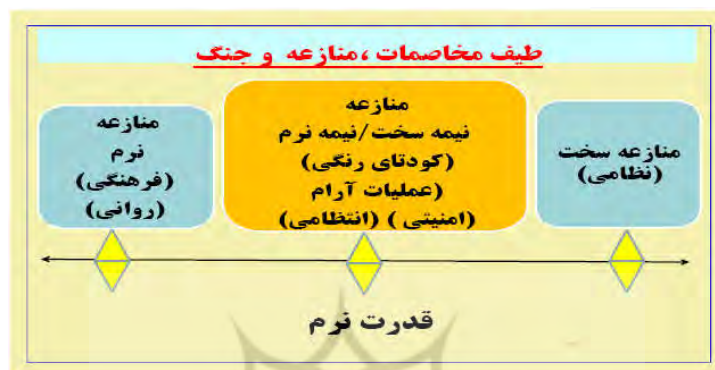 طیف مخاصمات ،منازعه و جنگ
منازعه سخت
(نظامی)
منازعه
نیمه سخت/نیمه نرم
(کودتای رنگی)
(عملیات آرام
(امنیتی ) (انتظامی)
منازعه
نرم
(فرهنگی)
(روانی)
قدرت نرم